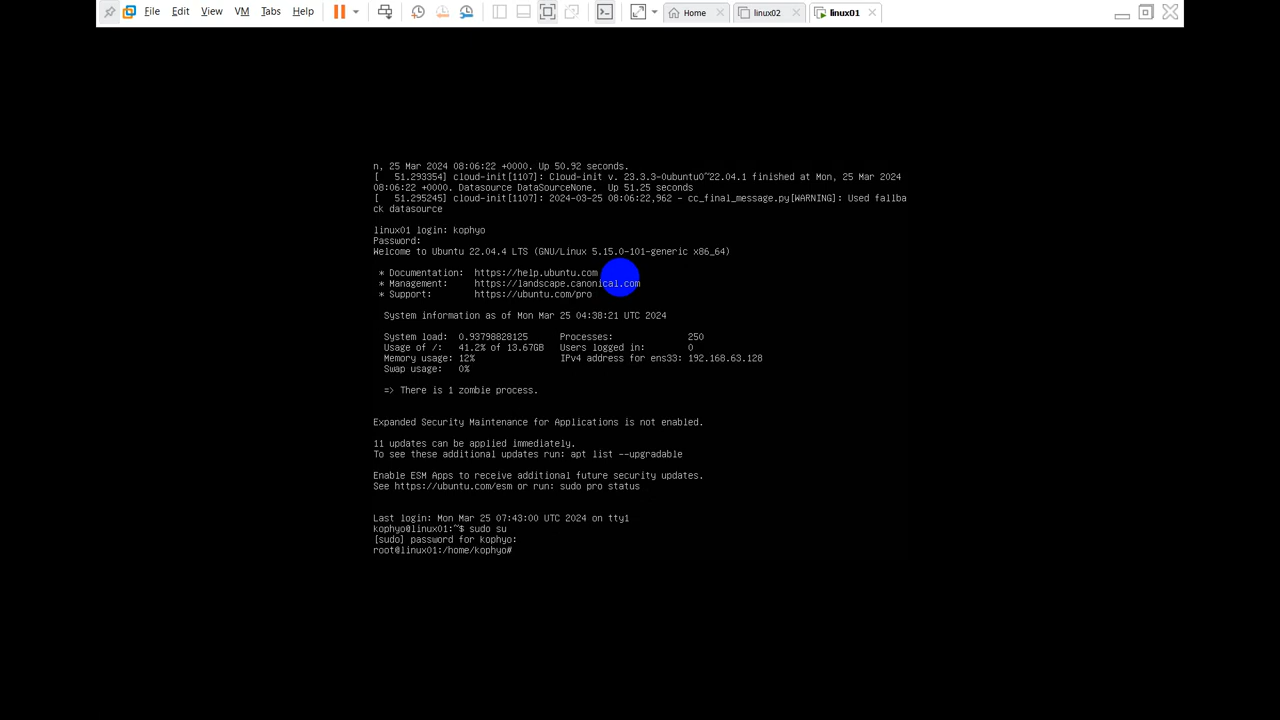 File Edit View VM Tabs Help Home linux02 linux01
n, 25 Mar 2024 08:06:22 +0000. Up 50.92 seconds.
[   51.293354] cloud-init[1107]: Cloud-init v. 23.3.3-0ubuntu0~22.04.1 finished at Mon, 25 Mar 2024
08:06:22 +0000. Datasource DataSourceNone.  Up 51.25 seconds
[   51.295245] cloud-init[1107]: 2024-03-25 08:06:22,962 - cc_final_message.py[WARNING]: Used fallba
ck datasource
linux01 login: kophyo
Password:
Welcome to Ubuntu 22.04.4 LTS (GNU/Linux 5.15.0-101-generic x86_64)
* Documentation:  https://help.ubuntu.com
* Management:     https://landscape.canonical.com
* Support:        https://ubuntu.com/pro
System information as of Mon Mar 25 04:38:21 UTC 2024
System load:  0.93798828125     Processes:              250
Usage of /:   41.2% of 13.67GB   Users logged in:        0
Memory usage: 12%                IPv4 address for ens33: 192.168.63.128
Swap usage:   0%
=> There is 1 zombie process.
Expanded Security Maintenance for Applications is not enabled.
11 updates can be applied immediately.
To see these additional updates run: apt list --upgradable
Enable ESM Apps to receive additional future security updates.
See https://ubuntu.com/esm or run: sudo pro status
Last login: Mon Mar 25 07:43:00 UTC 2024 on tty1
kophyo@linux01:~$ sudo su
[sudo] password for kophyo:
root@linux01:/home/kophyo#